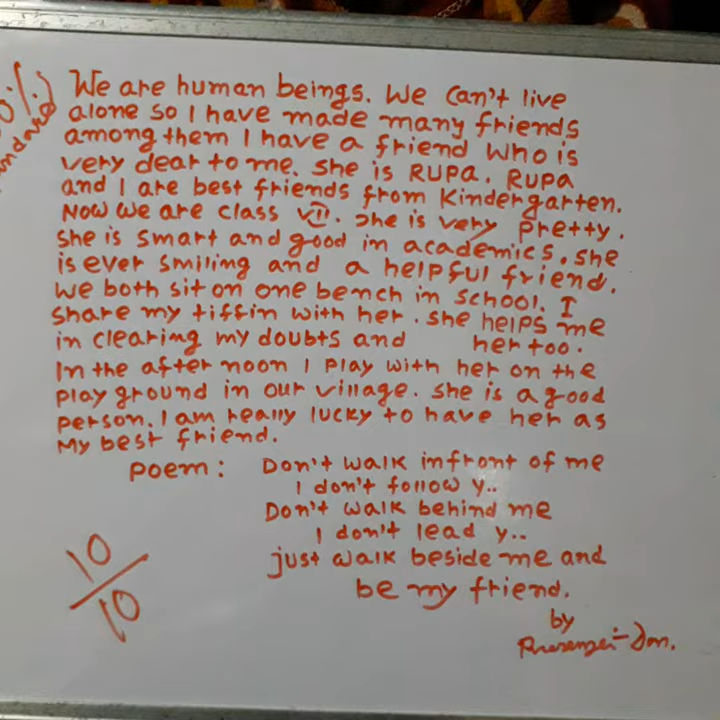 We are human beings. We can't live
alone so I have made many friends
among them I have a friend who is
very dear to me. She is RUPA. RUPA
and I are best friends from Kindergarten.
Now we are class VII. She is very pretty.
She is smart and good in academics. She
is ever smiling and a helpful friend.
We both sit on one bench in school. I
share my tiffin with her. She helps me
in clearing my doubts and her too.
In the after noon I play with her on the
play ground in our village. She is a good
person. I am really lucky to have her as
My best friend.
Poem: Don't walk infront of me
I don't follow y..
Don't walk behind me
I don't lead y..
just walk beside me and
be my friend.
by
10/10